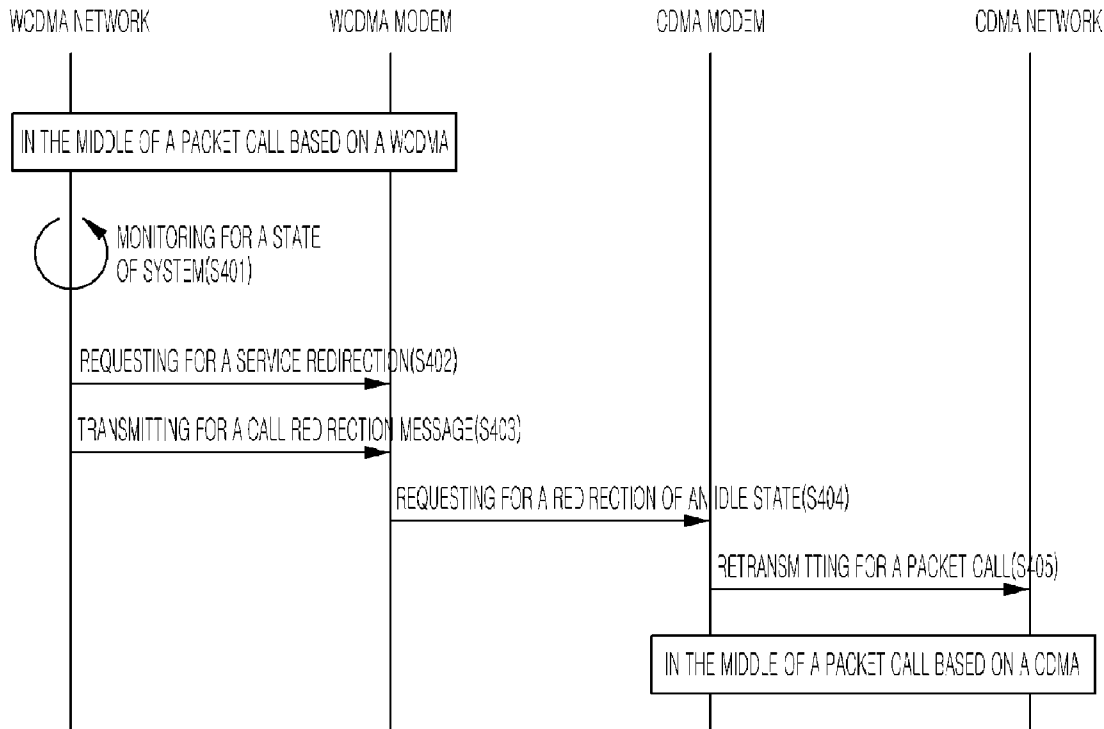 WCDMA NETWORK
WCDMA MODEM
CDMA MODEM
CDMA NETWORK
IN THE MIDDLE OF A PACKET CALL BASED ON A WCDMA
MONITORING FOR A STATE
OF SYSTEM(S401)
REQUESTING FOR A SERVICE REDIRECTION(S402)
TRANSMITTING FOR A CALL REDIRECTION MESSAGE(S403)
REQUESTING FOR A REDIRECTION OF AN IDLE STATE(S404)
RETRANSMITTING FOR A PACKET CALL(S405)
IN THE MIDDLE OF A PACKET CALL BASED ON A CDMA